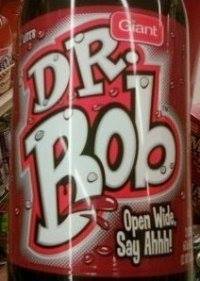 Giant
DR.
Bob
Open Wide,
Say Ahhh!